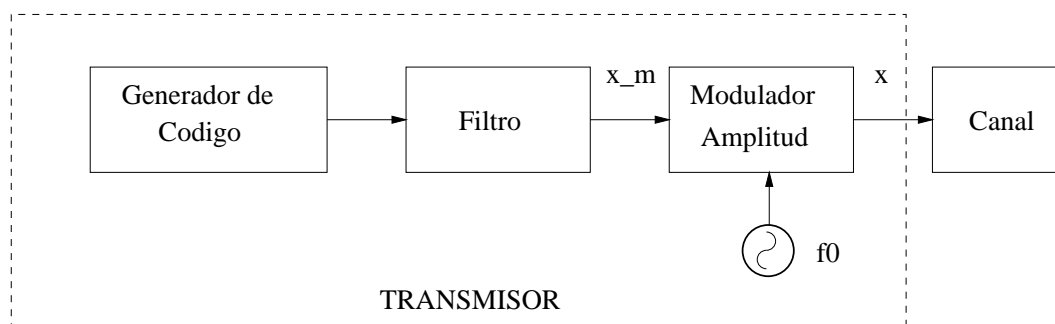 Generador de
Codigo
Filtro
x_m
Modulador
Amplitud
x
Canal
f0
TRANSMISOR